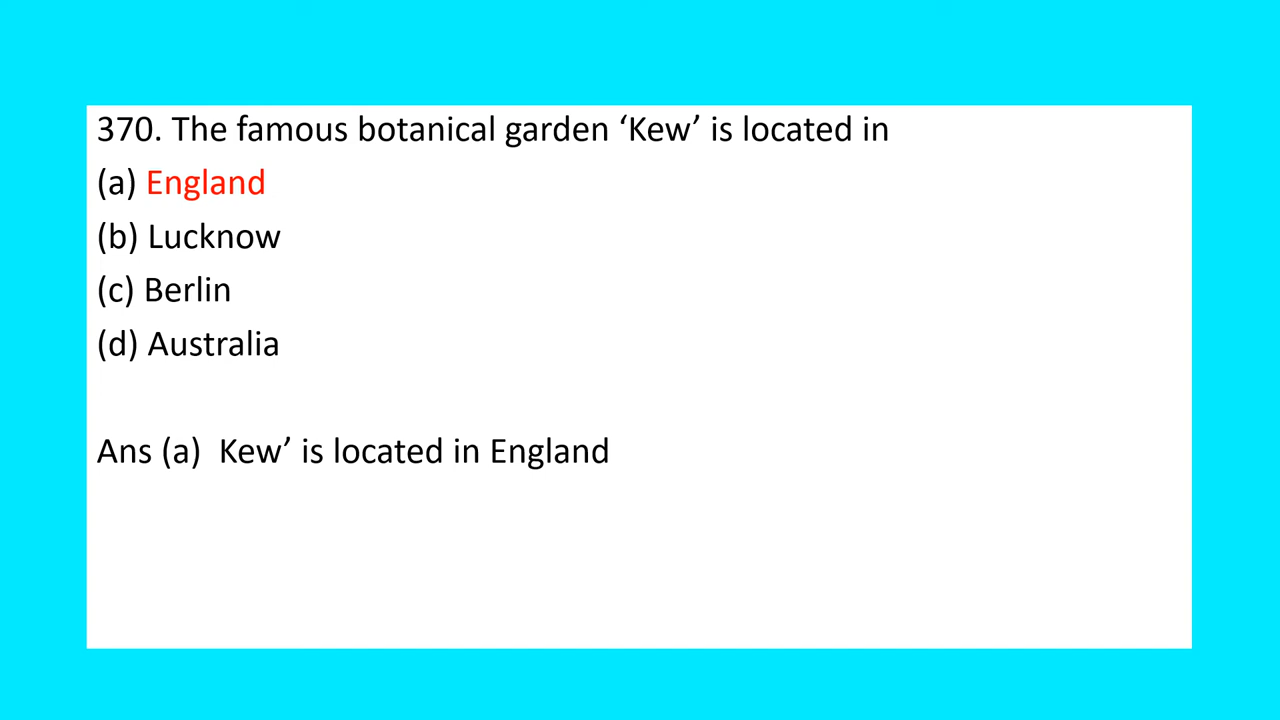 370. The famous botanical garden ‘Kew’ is located in
(a) England
(b) Lucknow
(c) Berlin
(d) Australia
Ans (a)  Kew’ is located in England